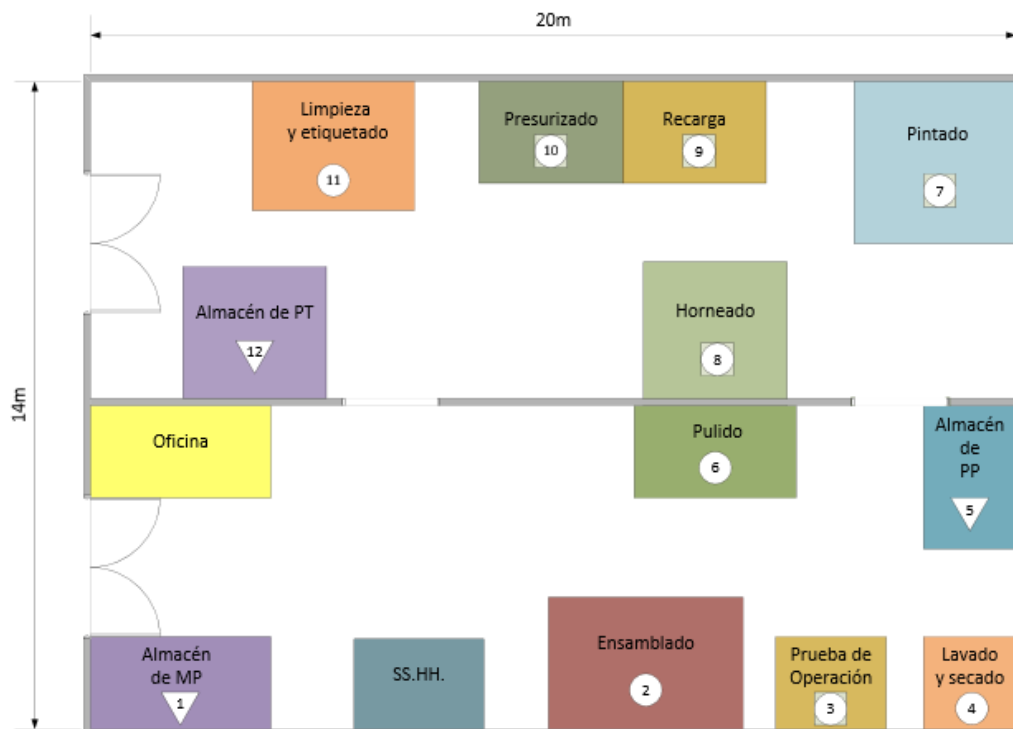 20m
14m
Limpieza
y etiquetado
11
Presurizado
10
Recarga
9
Pintado
7
Almacén de PT
12
Horneado
8
Oficina
Pulido
6
Almacén
de
PP
5
Almacén
de MP
1
SS.HH.
Ensamblado
2
Prueba de
Operación
3
Lavado
y secado
4